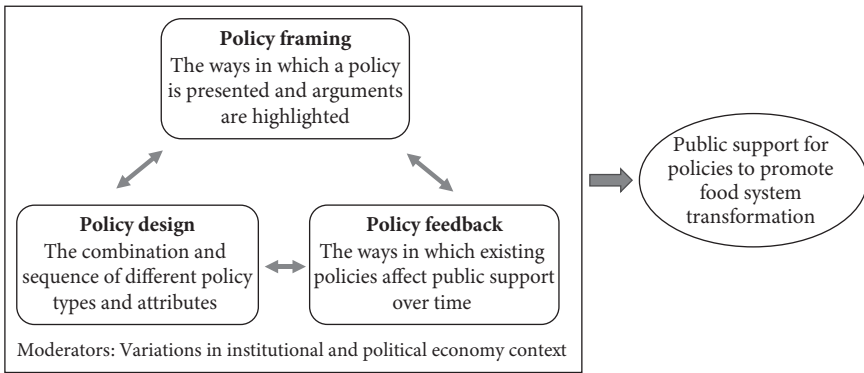 Policy framing
The ways in which a policy
is presented and arguments
are highlighted
Policy design
The combination and
sequence of different policy
types and attributes
Policy feedback
The ways in which existing
policies affect public support
over time
Moderators: Variations in institutional and political economy context
Public support for
policies to promote
food system
transformation